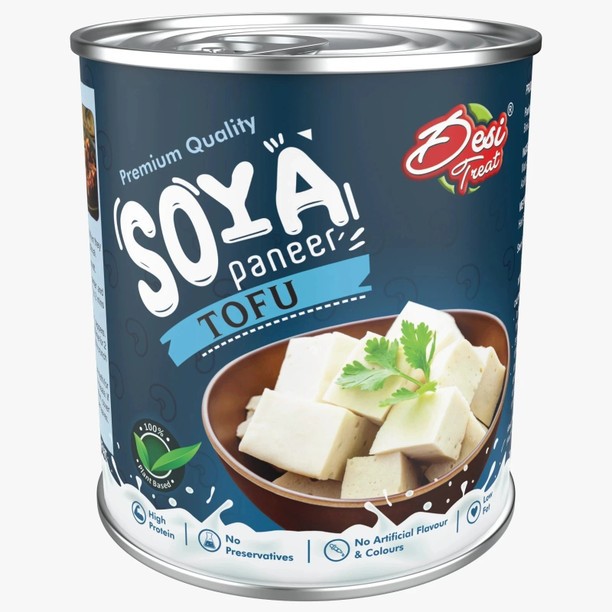 Premium Quality
SOYA
paneer
TOFU
Desi
Treat
®
100%
Plant Based
High
Protein
No
Preservatives
No Artificial Flavour
& Colours
Low
Fat